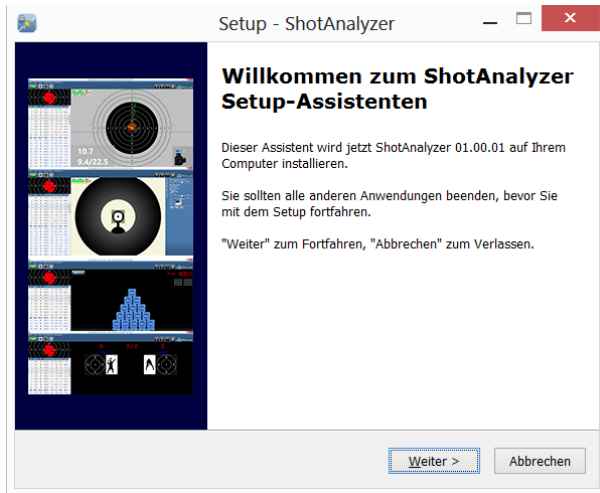 Setup - ShotAnalyzer
Willkommen zum ShotAnalyzer
Setup-Assistenten
Dieser Assistent wird jetzt ShotAnalyzer 01.00.01 auf Ihrem
Computer installieren.
Sie sollten alle anderen Anwendungen beenden, bevor Sie
mit dem Setup fortfahren.
"Weiter" zum Fortfahren, "Abbrechen" zum Verlassen.
10.7
9.4/22.5
Weiter >
Abbrechen